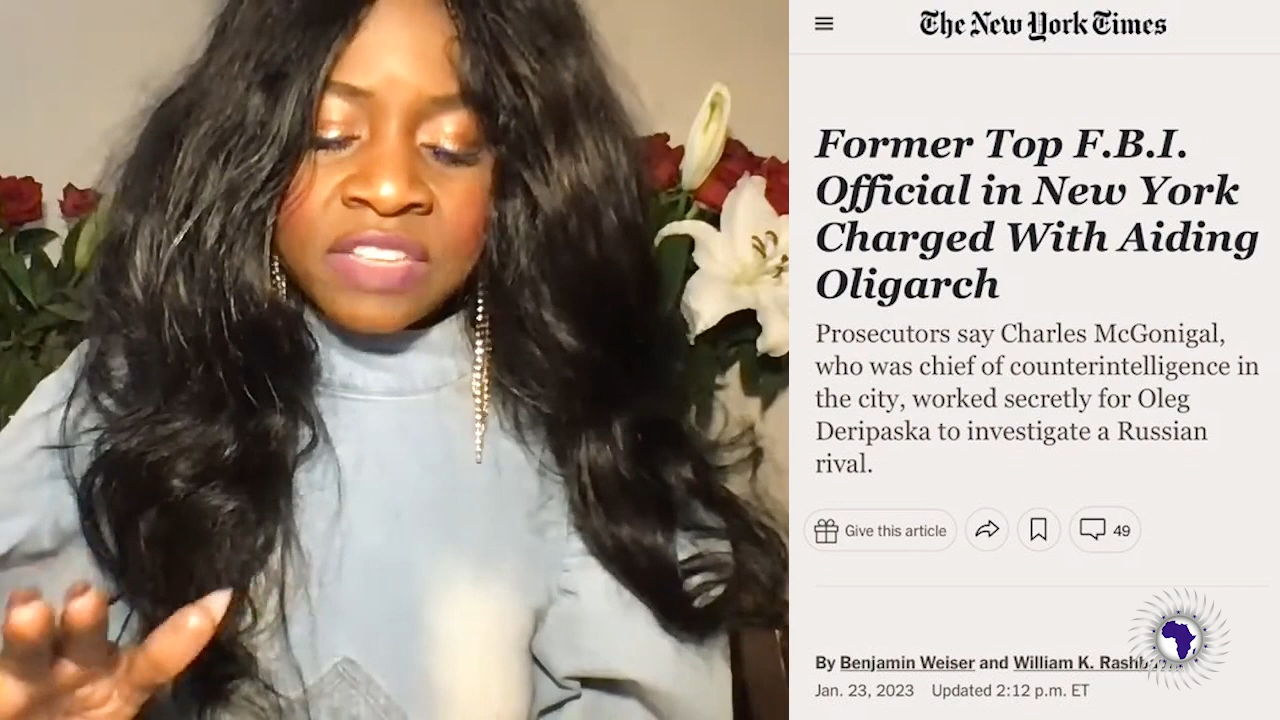 The New York Times
Former Top F.B.I.
Official in New York
Charged With Aiding
Oligarch
Prosecutors say Charles McGonigal,
who was chief of counterintelligence in
the city, worked secretly for Oleg
Deripaska to investigate a Russian
rival.
Give this article
49
By Benjamin Weiser and William K.
Jan. 23, 2023 Updated 2:12 p.m. ET